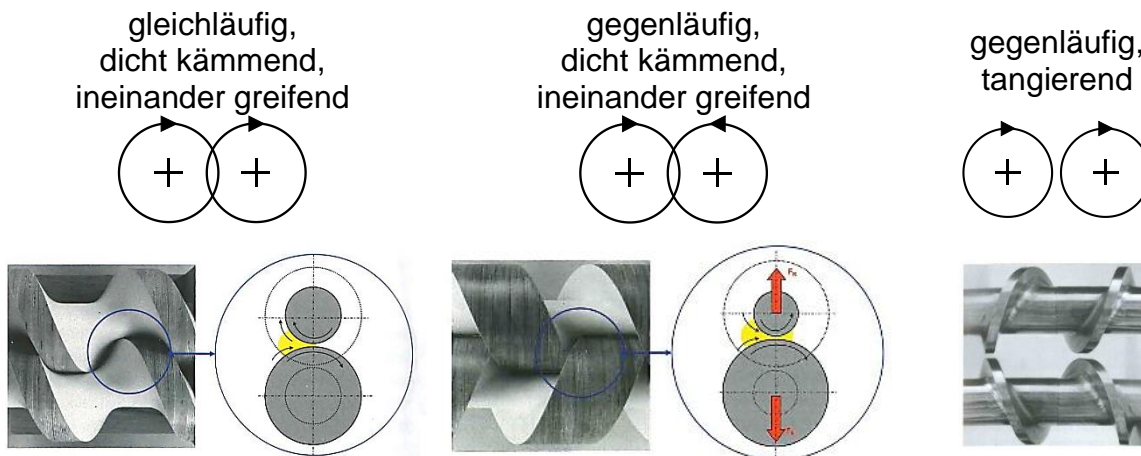 gleichläufig,
dicht kämmend,
ineinander greifend
gegenläufig,
dicht kämmend,
ineinander greifend
gegenläufig,
tangierend